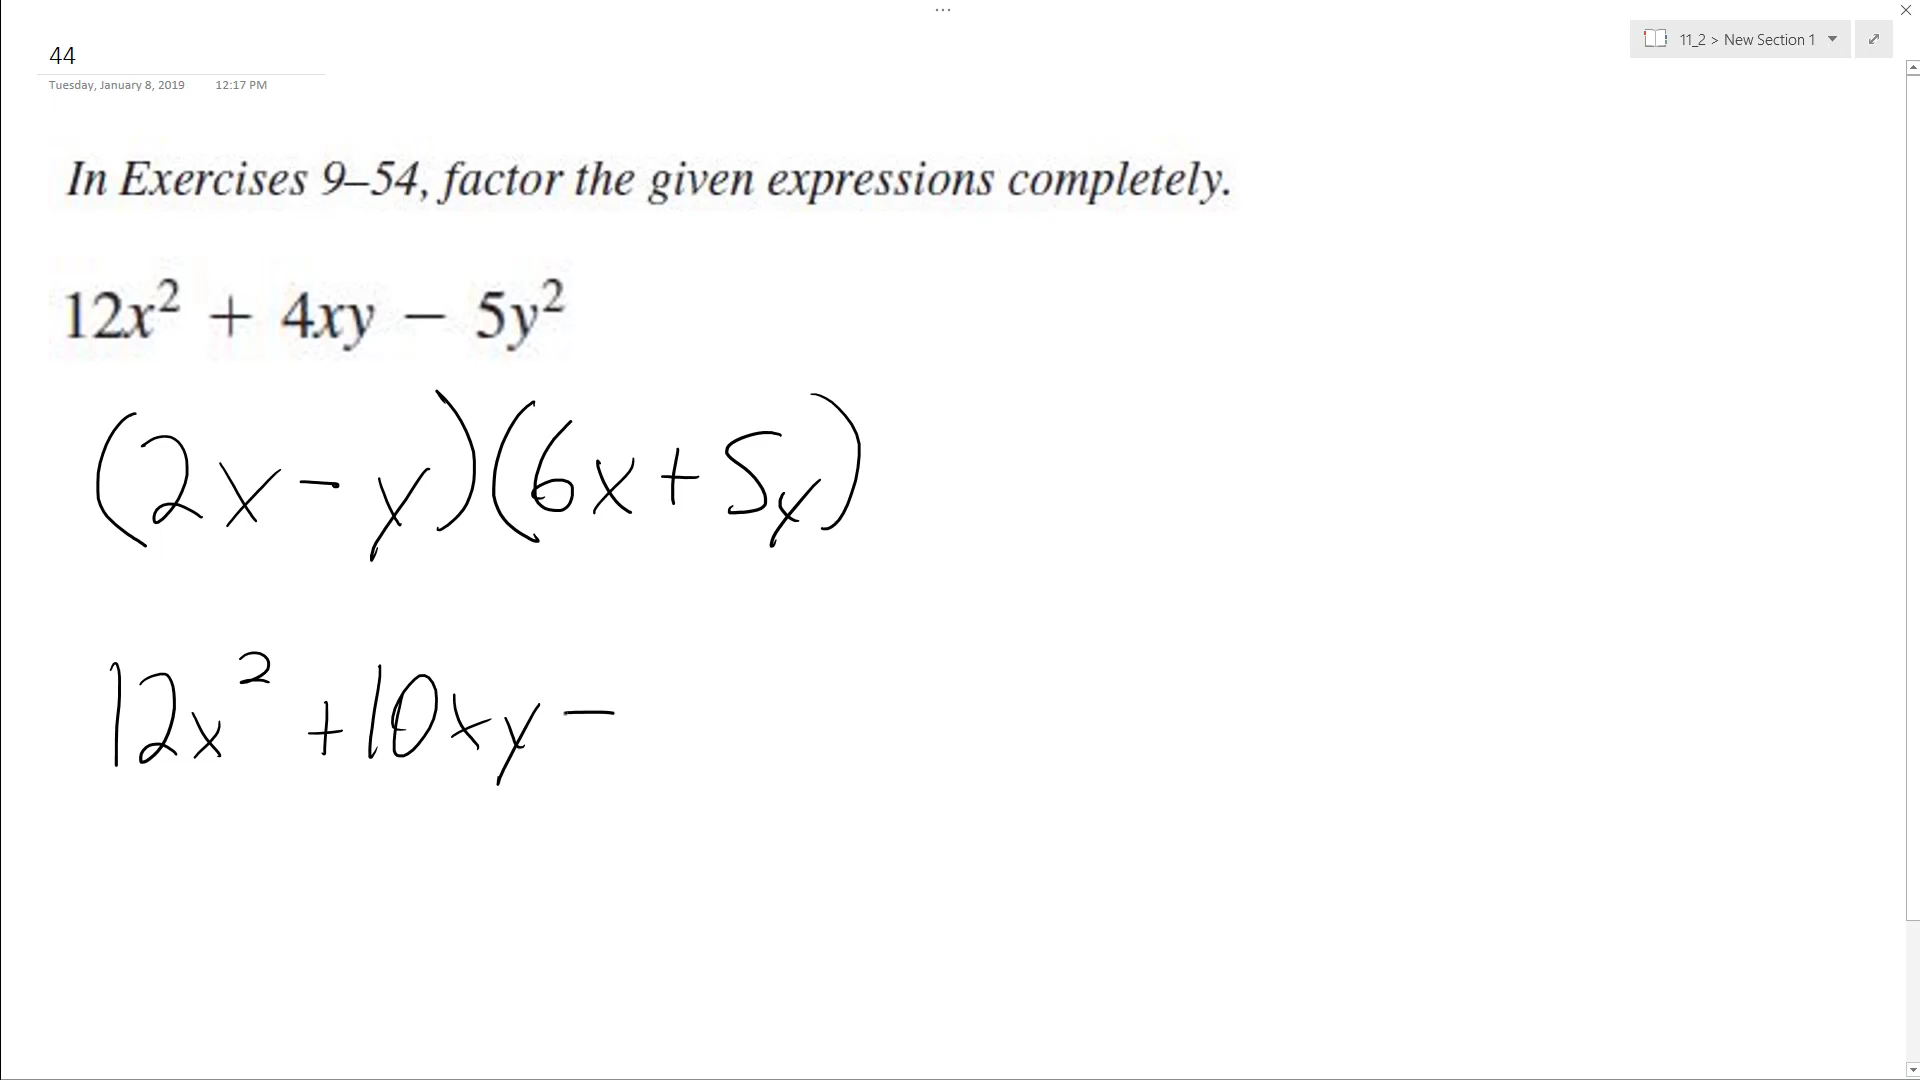 44
11_2 > New Section 1
Tuesday, January 8, 2019 12:17 PM
In Exercises 9–54, factor the given expressions completely.
12x² + 4xy − 5y²
(2x − y)(6x + 5y)
12x² + 10xy −